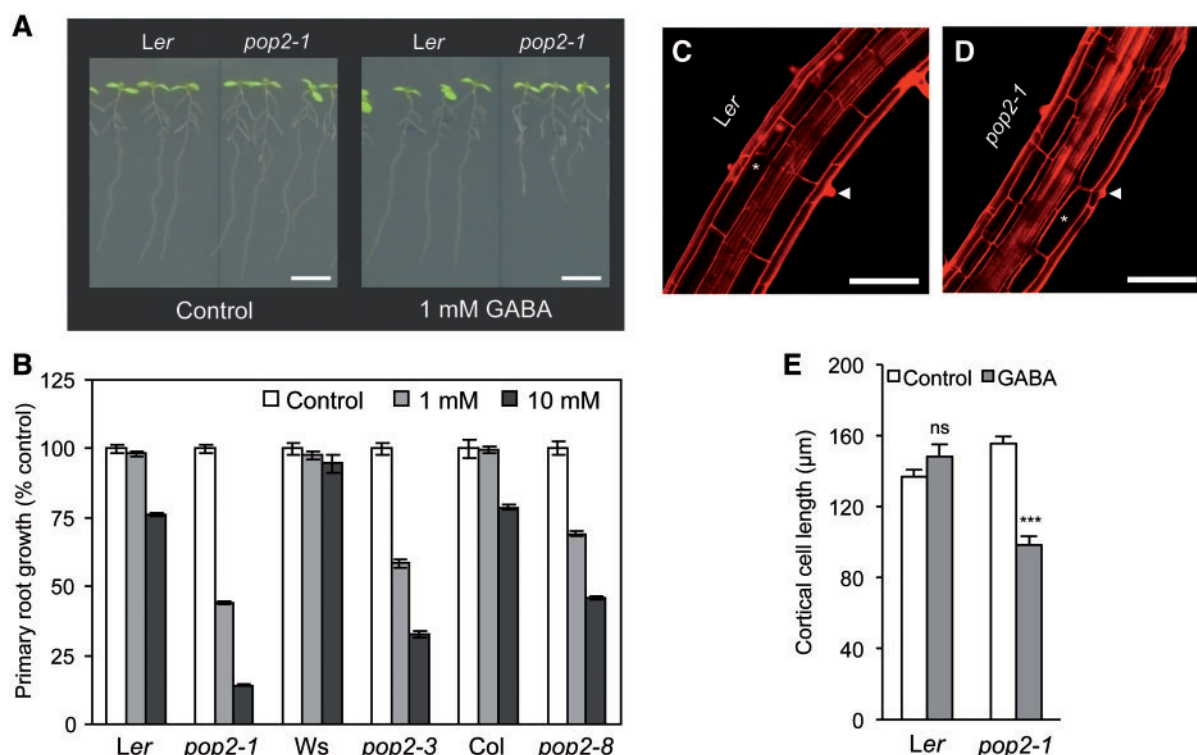 A
Ler pop2-1 Ler pop2-1
Control 1 mM GABA
B
Primary root growth (% control)
125
100
75
50
25
0
Control 1 mM 10 mM
Ler pop2-1 Ws pop2-3 Col pop2-8
C
Ler
*
D
pop2-1
*
E
Cortical cell length (µm)
200
160
120
80
40
0
Control GABA
ns
***
Ler pop2-1